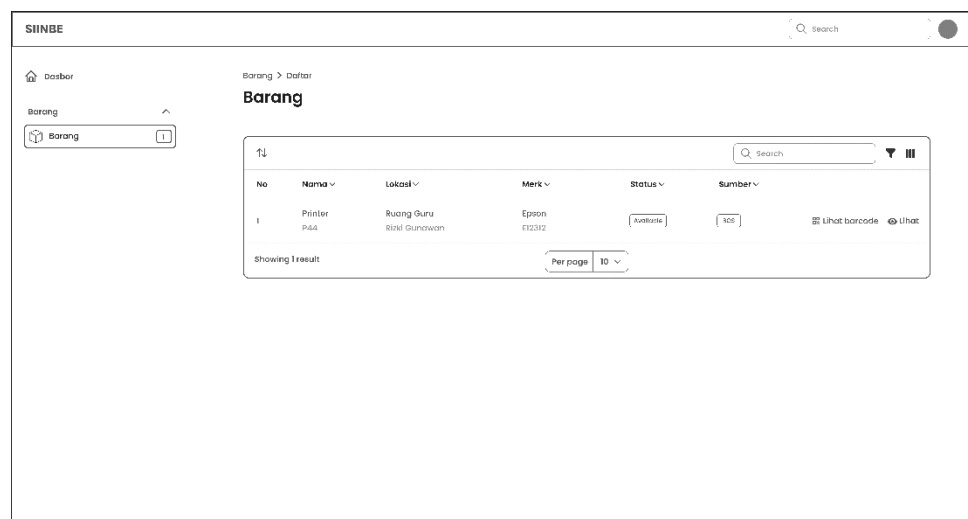 SIINBE
Search
Dasbor
Barang
Barang 1
Barang > Daftar
Barang
Search
No Nama Lokasi Merk Status Sumber
1 Printer Ruang Guru Epson Available BOS Lihat barcode Lihat
P44 Rizki Gunawan E12312
Showing 1 result
Per page 10